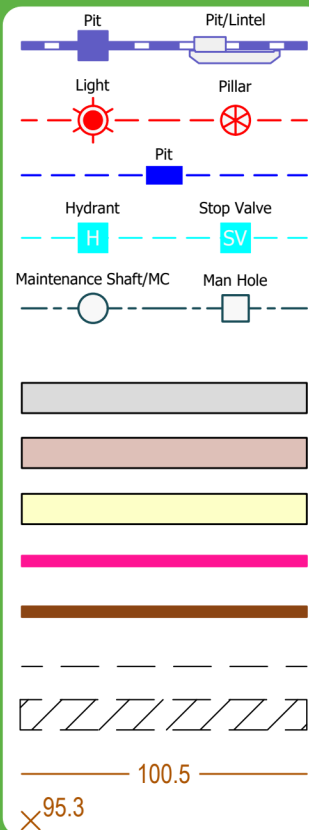 Pit Pit/Lintel
Light Pillar
Pit
Hydrant Stop Valve
H SV
Maintenance Shaft/MC Man Hole
100.5
95.3